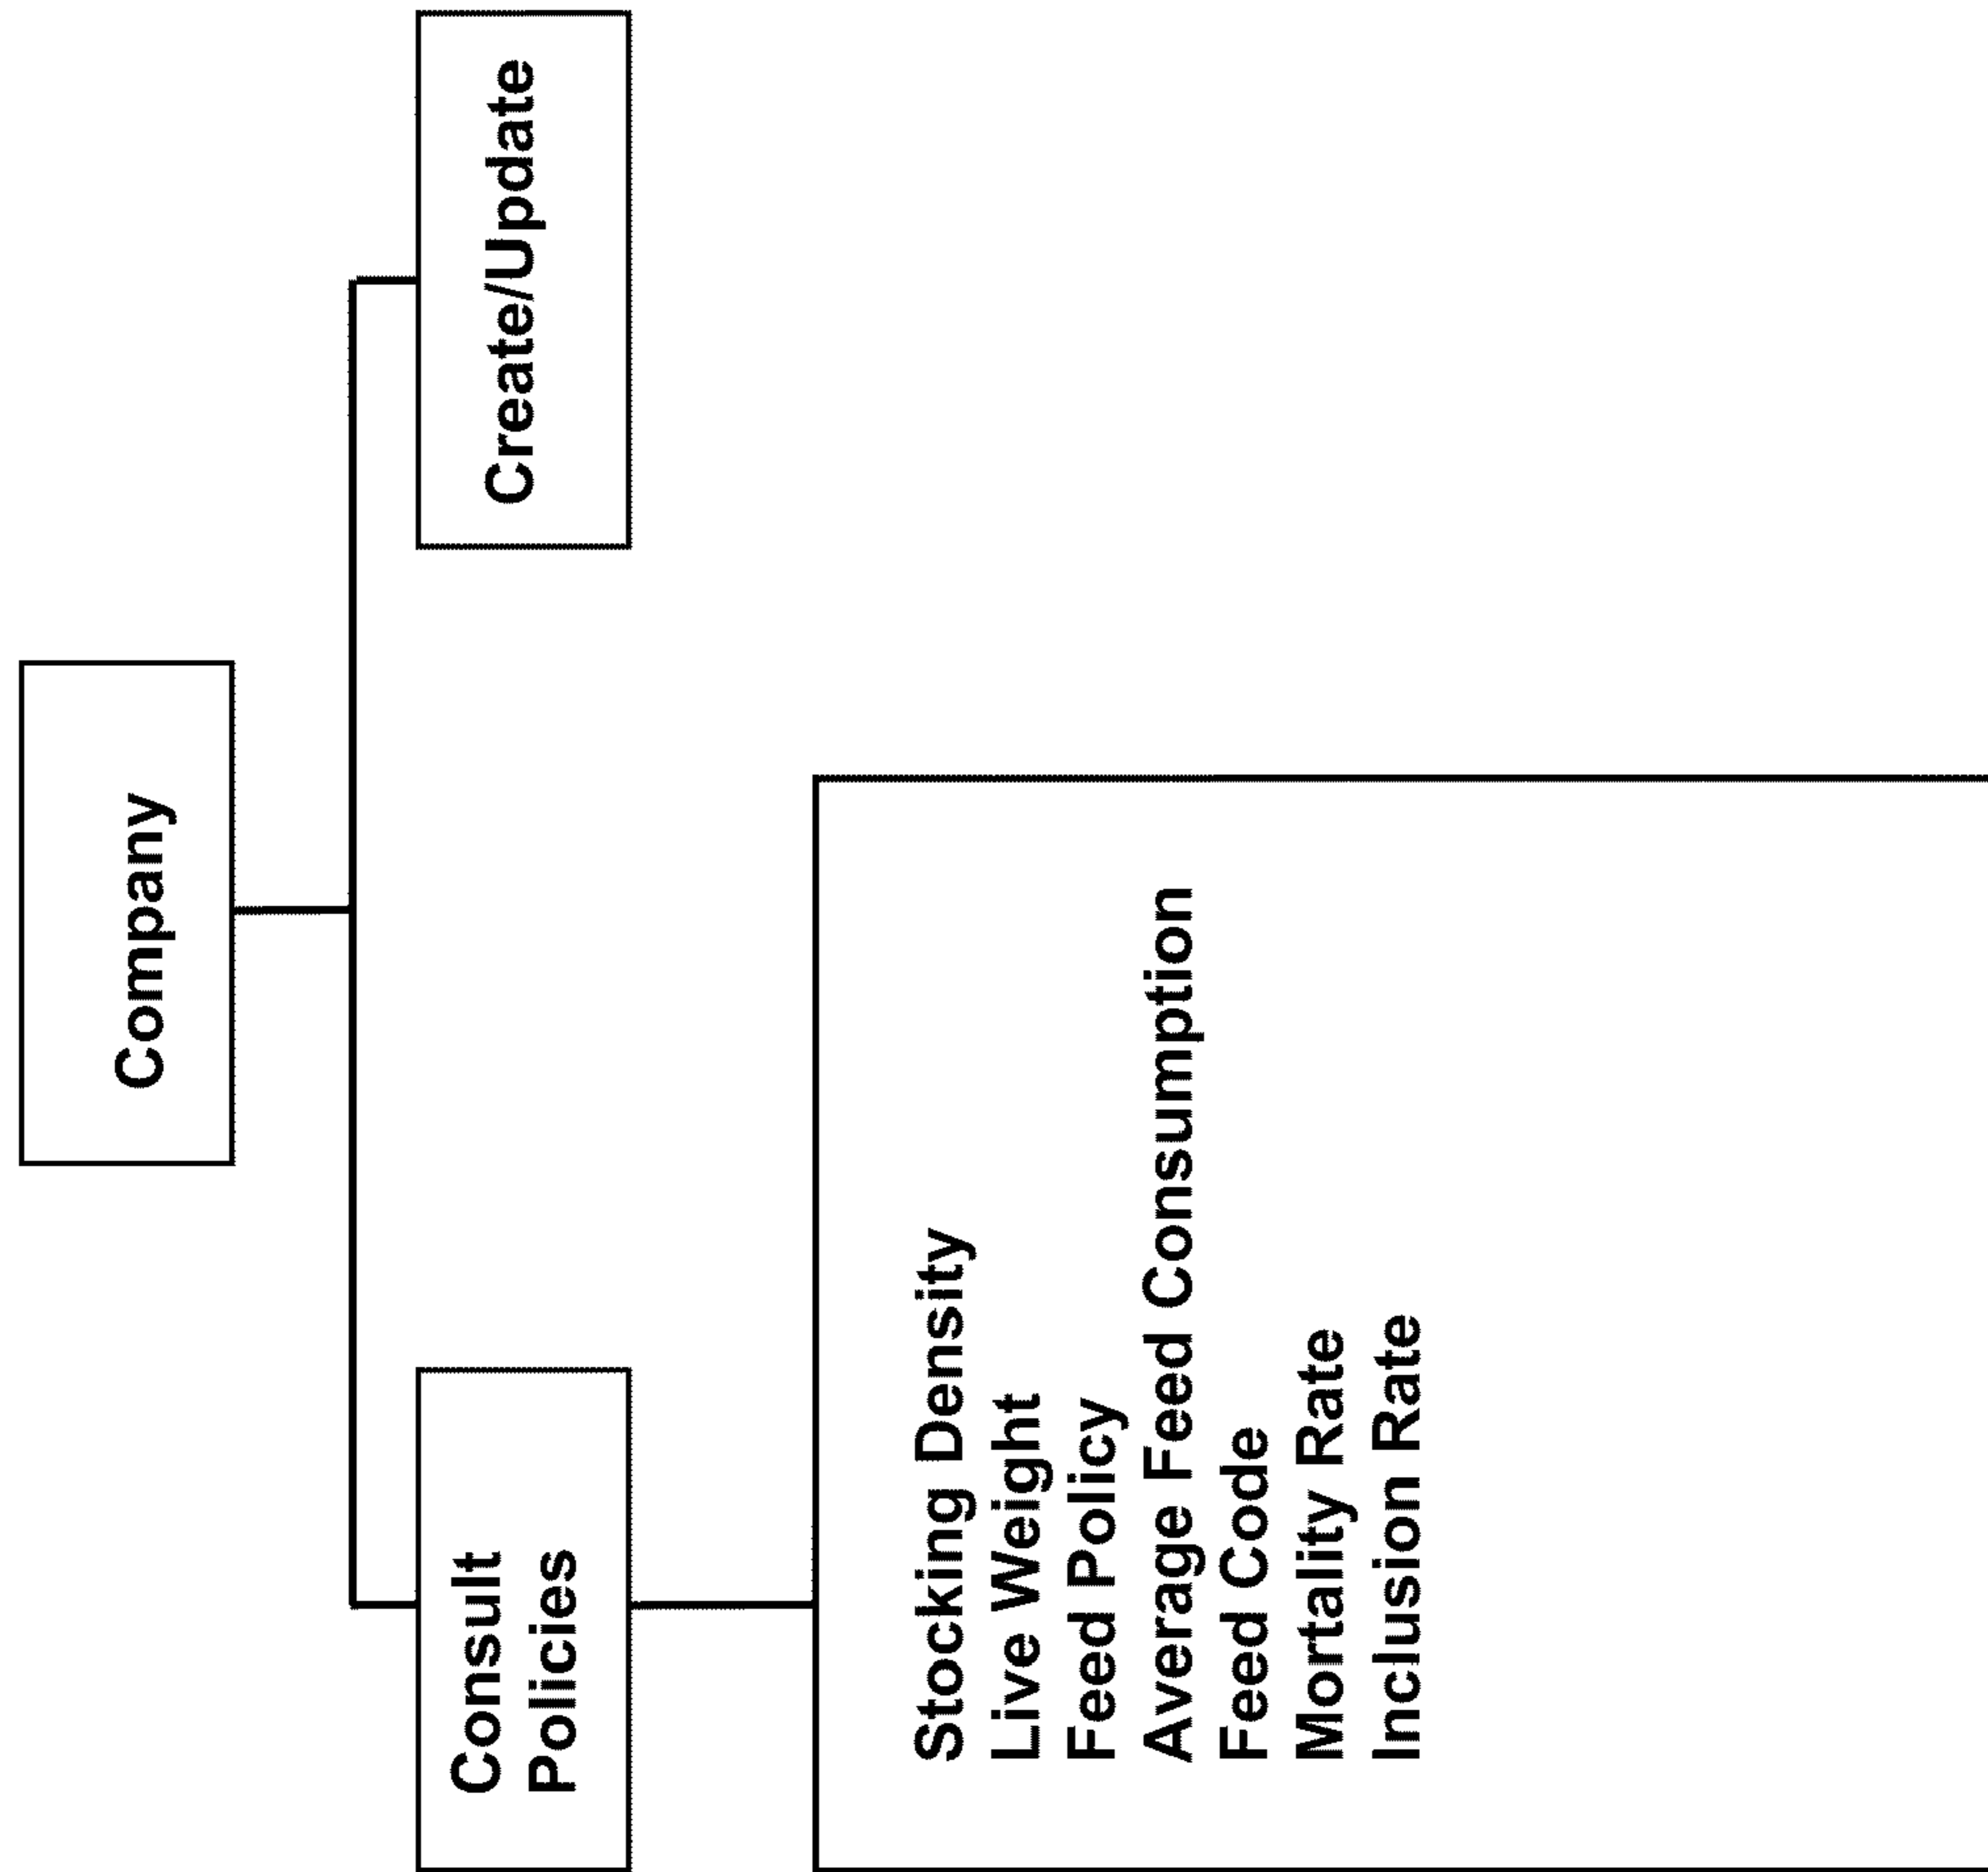 Company
Consult
Policies
Create/Update
Stocking Density
Live Weight
Feed Policy
Average Feed Consumption
Feed Code
Mortality Rate
Inclusion Rate